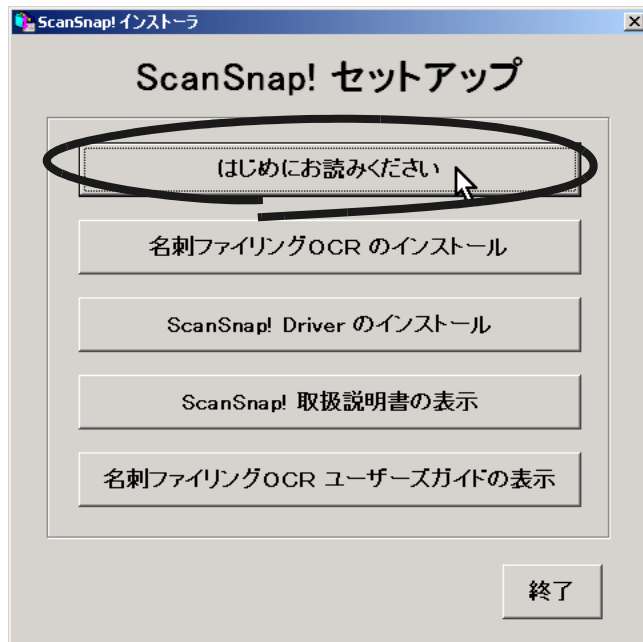 ScanSnap! インストーラ
ScanSnap! セットアップ
はじめにお読みください
名刺ファイリングOCR のインストール
ScanSnap! Driver のインストール
ScanSnap! 取扱説明書の表示
名刺ファイリングOCR ユーザーズガイドの表示
終了